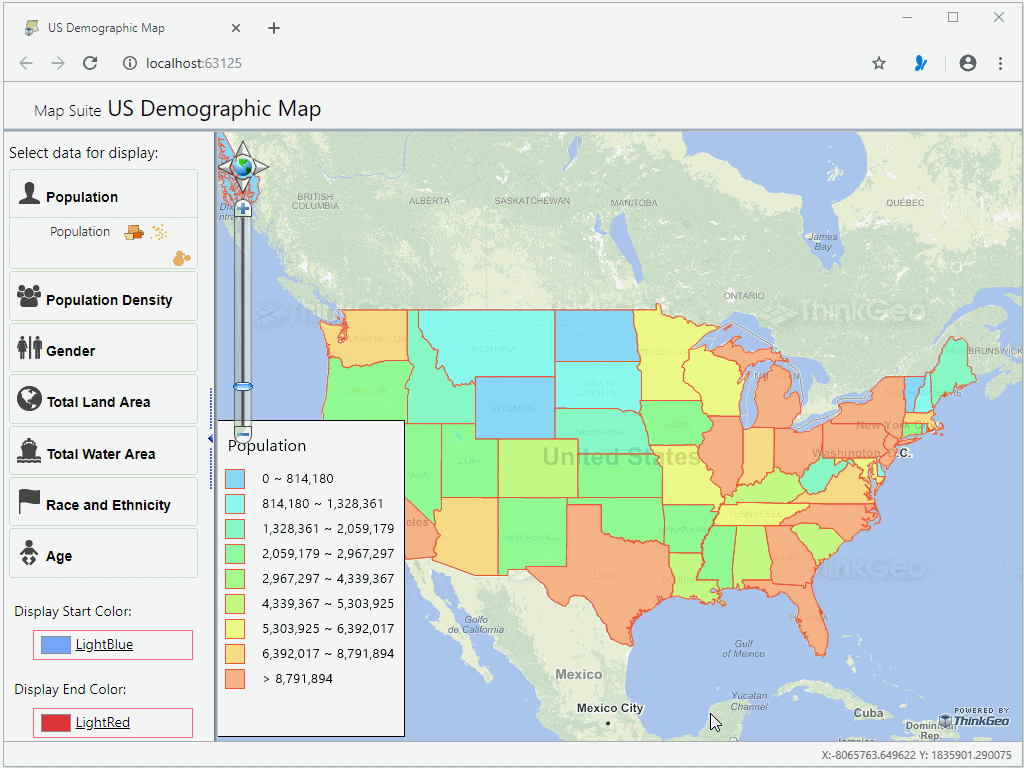 US Demographic Map
localhost:63125
Map Suite US Demographic Map
Select data for display:
Population
Population
Population Density
Gender
Total Land Area
Total Water Area
Race and Ethnicity
Age
Display Start Color:
LightBlue
Display End Color:
LightRed
BRITISH
COLUMBIA
ALBERTA
SASKATCHEWAN
MANITOBA
ONTARIO
QUÉBEC
James
Bay
ThinkGeo
NEW BRUNSWICK
WASHINGTON
MONTANA
MINNESOTA
OREGON
SOUTH
DAKOTA
WYOMING
MICHIGAN
IOWA
NEBRASKA
New York
United States
Washington D.C.
UTAH
TENNESSEE
NEW MEXICO
ARKANSAS
TEXAS
ThinkGeo
Golfo
de California
Gulf
of Mexico
Mexico
Mexico City
Yucatan
Channel
Cuba
Rep.
Population
0 ~ 814,180
814,180 ~ 1,328,361
1,328,361 ~ 2,059,179
2,059,179 ~ 2,967,297
2,967,297 ~ 4,339,367
4,339,367 ~ 5,303,925
5,303,925 ~ 6,392,017
6,392,017 ~ 8,791,894
> 8,791,894
POWERED BY
ThinkGeo
X:-8065763.649622 Y: 1835901.290075